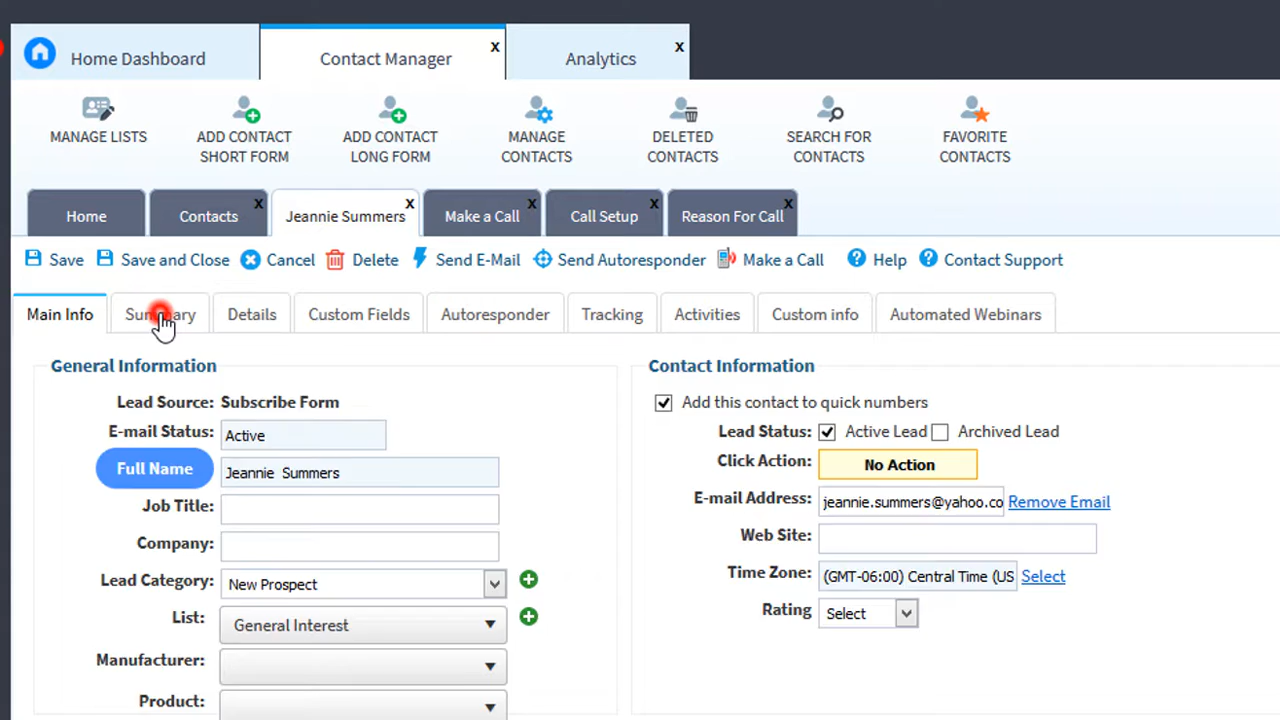 Home Dashboard x Contact Manager x Analytics x
MANAGE LISTS ADD CONTACT SHORT FORM ADD CONTACT LONG FORM MANAGE CONTACTS DELETED CONTACTS SEARCH FOR CONTACTS FAVORITE CONTACTS
Home Contacts x Jeannie Summers x Make a Call x Call Setup x Reason For Call x
Save Save and Close Cancel Delete Send E-Mail Send Autoresponder Make a Call Help Contact Support
Main Info Summary Details Custom Fields Autoresponder Tracking Activities Custom info Automated Webinars
General Information
Lead Source: Subscribe Form
E-mail Status: Active
Full Name Jeannie Summers
Job Title:
Company:
Lead Category: New Prospect
List: General Interest
Manufacturer:
Product:
Contact Information
Add this contact to quick numbers
Lead Status: Active Lead Archived Lead
Click Action: No Action
E-mail Address: jeannie.summers@yahoo.co Remove Email
Web Site:
Time Zone: (GMT-06:00) Central Time (US Select
Rating Select